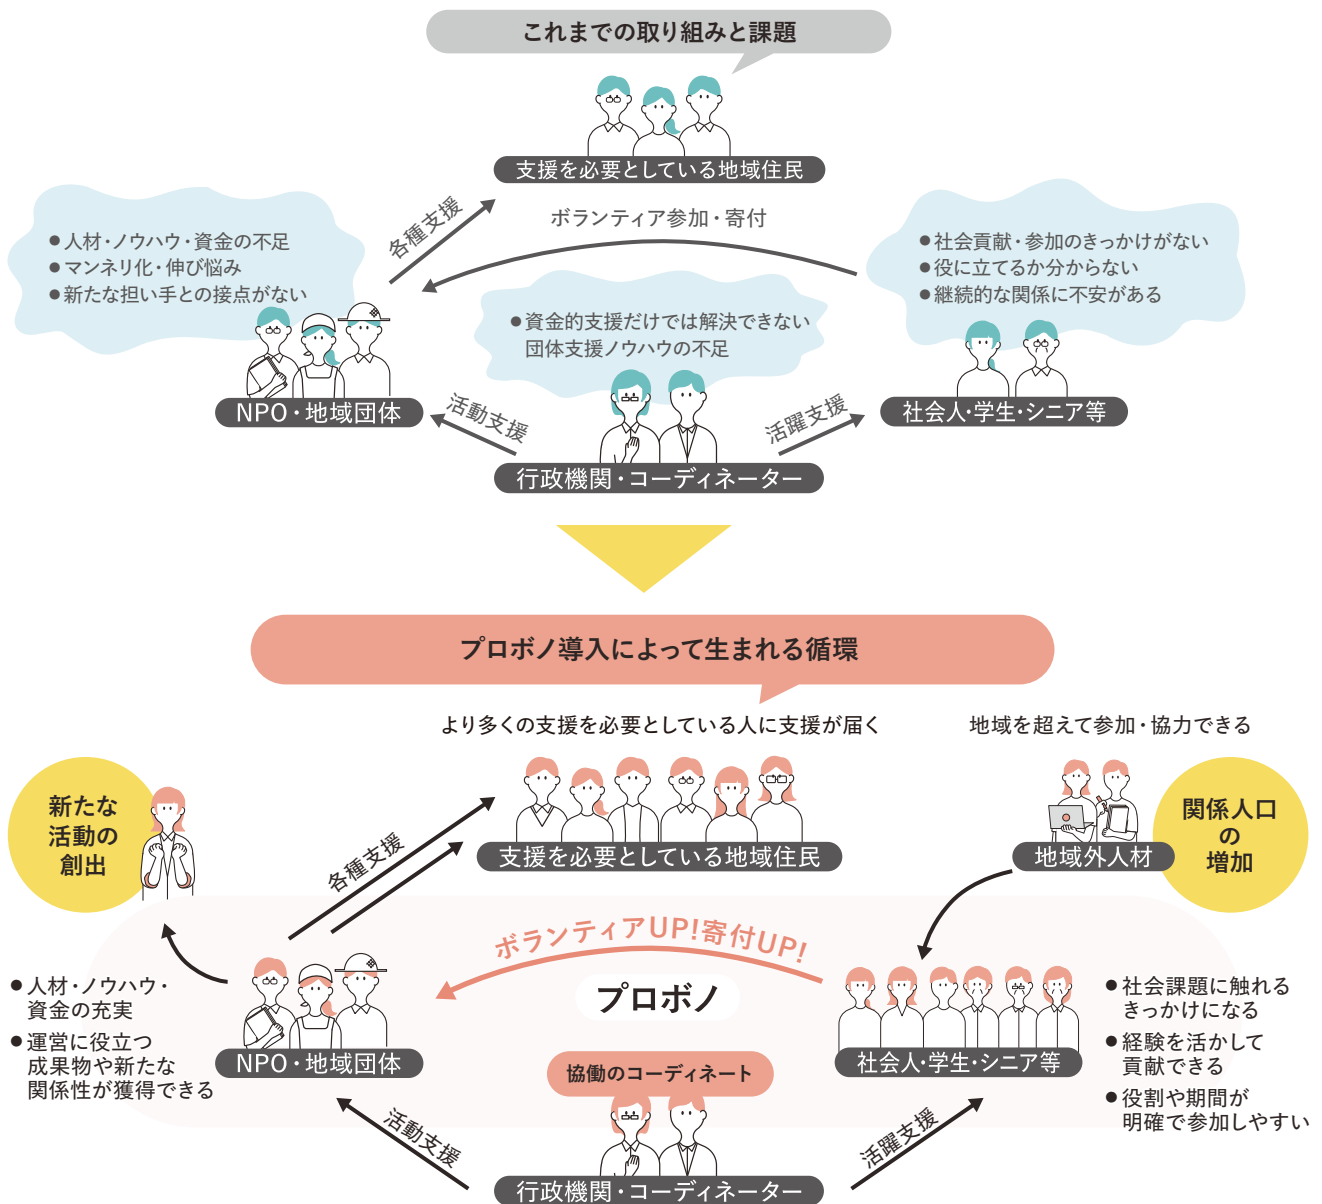 これまでの取り組みと課題
支援を必要としている地域住民
各種支援
ボランティア参加・寄付
●人材・ノウハウ・資金の不足
●マンネリ化・伸び悩み
●新たな担い手との接点がない
●社会貢献・参加のきっかけがない
●役に立てるか分からない
●継続的な関係に不安がある
●資金的支援だけでは解決できない
団体支援ノウハウの不足
NPO・地域団体
活動支援
活躍支援
社会人・学生・シニア等
行政機関・コーディネーター
プロボノ導入によって生まれる循環
より多くの支援を必要としている人に支援が届く
地域を超えて参加・協力できる
新たな
活動の
創出
関係人口
の
増加
各種支援
支援を必要としている地域住民
地域外人材
ボランティアUP!寄付UP!
プロボノ
●人材・ノウハウ・
資金の充実
●運営に役立つ
成果物や新たな
関係性が獲得できる
NPO・地域団体
社会人・学生・シニア等
●社会課題に触れる
きっかけになる
●経験を活かして
貢献できる
●役割や期間が
明確で参加しやすい
協働のコーディネート
活動支援
活躍支援
行政機関・コーディネーター